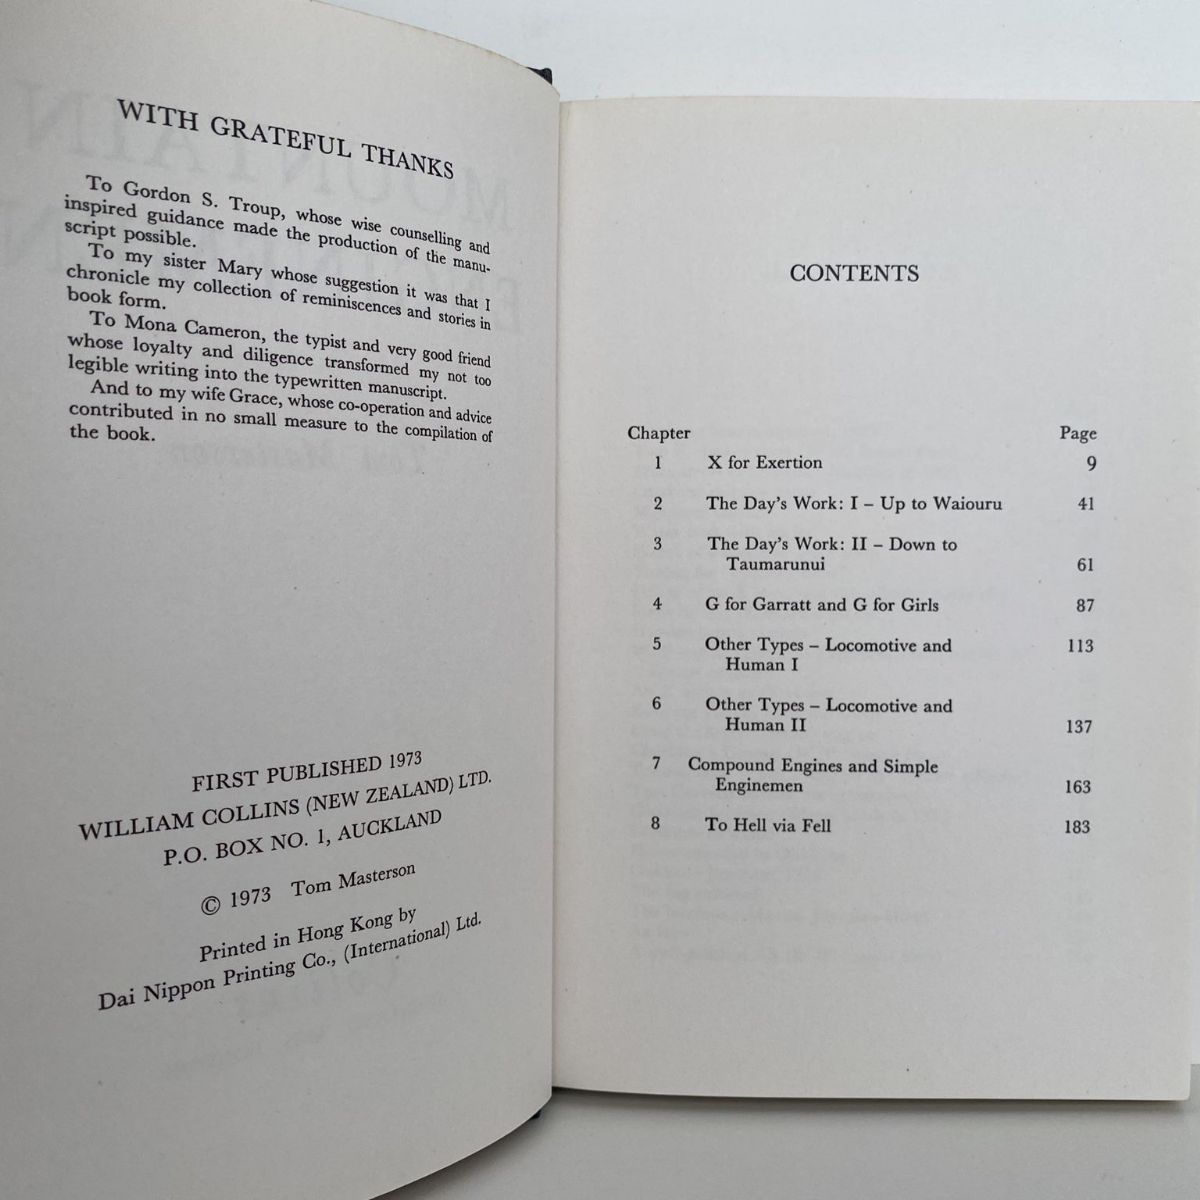 WITH GRATEFUL THANKS
To Gordon S. Troup, whose wise counselling and
inspired guidance made the production of the manu-
script possible.
To my sister Mary whose suggestion it was that I
chronicle my collection of reminiscences and stories in
book form.
To Mona Cameron, the typist and very good friend
whose loyalty and diligence transformed my not too
legible writing into the typewritten manuscript.
And to my wife Grace, whose co-operation and advice
contributed in no small measure to the compilation of
the book.
FIRST PUBLISHED 1973
WILLIAM COLLINS (NEW ZEALAND) LTD.
P.O. BOX NO. 1, AUCKLAND
© 1973 Tom Masterson
Printed in Hong Kong by
Dai Nippon Printing Co., (International) Ltd.
CONTENTS
Chapter Page
1 X for Exertion 9
2 The Day's Work: I – Up to Waiouru 41
3 The Day's Work: II – Down to
Taumarunui 61
4 G for Garratt and G for Girls 87
5 Other Types – Locomotive and 113
Human I
6 Other Types – Locomotive and
Human II 137
7 Compound Engines and Simple
Enginemen 163
8 To Hell via Fell 183